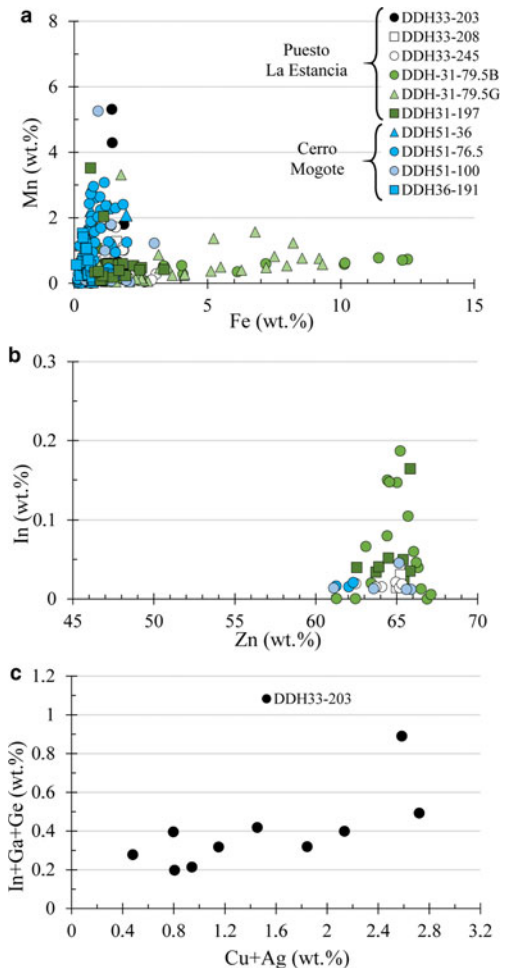 a
8
6
4
2
0
Mn (wt.%)
0 5 10 15
Fe (wt.%)
Puesto
La Estancia
Cerro
Mogote
DDH33-203
DDH33-208
DDH33-245
DDH-31-79.5B
DDH-31-79.5G
DDH31-197
DDH51-36
DDH51-76.5
DDH51-100
DDH36-191
b
0.3
0.2
0.1
0
In (wt.%)
45 50 55 60 65 70
Zn (wt.%)
c
1.2
1
0.8
0.6
0.4
0.2
0
In+Ga+Ge (wt.%)
DDH33-203
0 0.4 0.8 1.2 1.6 2 2.4 2.8 3.2
Cu+Ag (wt.%)